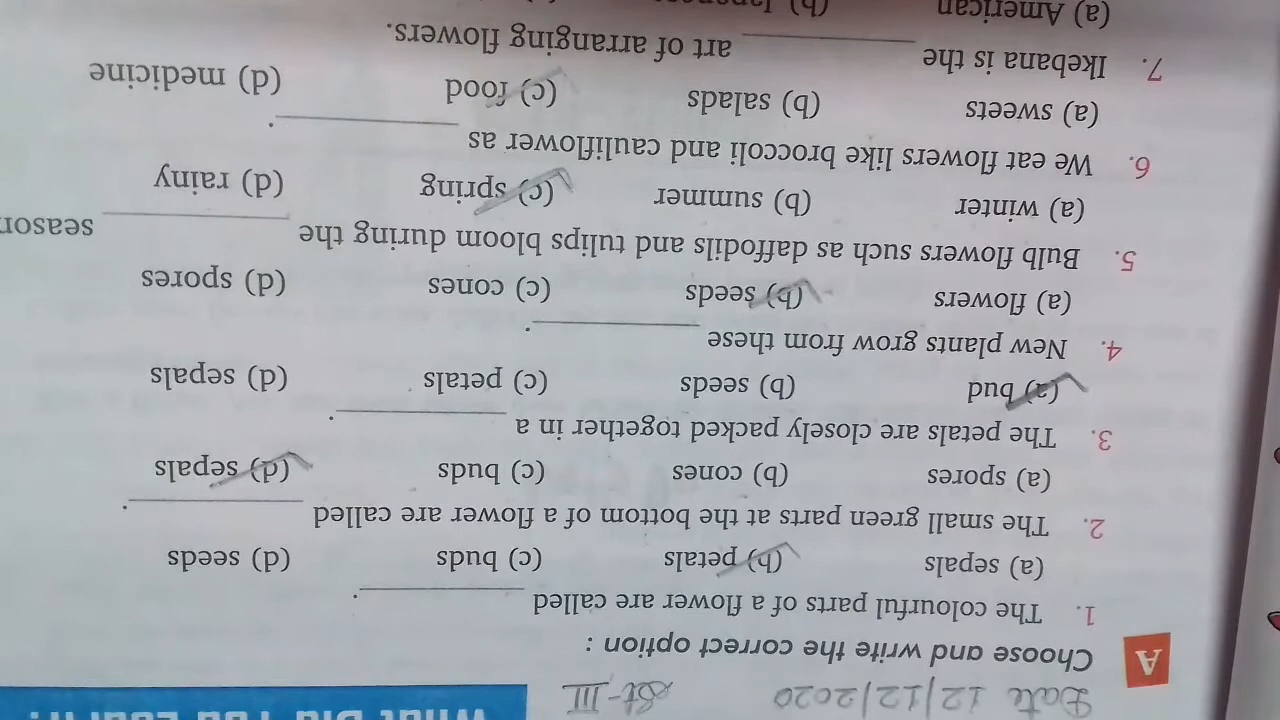 Date 12/12/2020 St-III
A Choose and write the correct option :
1. The colourful parts of a flower are called ________.
(a) sepals (b) petals (c) buds (d) seeds
2. The small green parts at the bottom of a flower are called ________.
(a) spores (b) cones (c) buds (d) sepals
3. The petals are closely packed together in a ________.
(a) bud (b) seeds (c) petals (d) sepals
4. New plants grow from these ________.
(a) flowers (b) seeds (c) cones (d) spores
5. Bulb flowers such as daffodils and tulips bloom during the ________ season
(a) winter (b) summer (c) spring (d) rainy
6. We eat flowers like broccoli and cauliflower as ________.
(a) sweets (b) salads (c) food (d) medicine
7. Ikebana is the ________ art of arranging flowers.
(a) American (b)